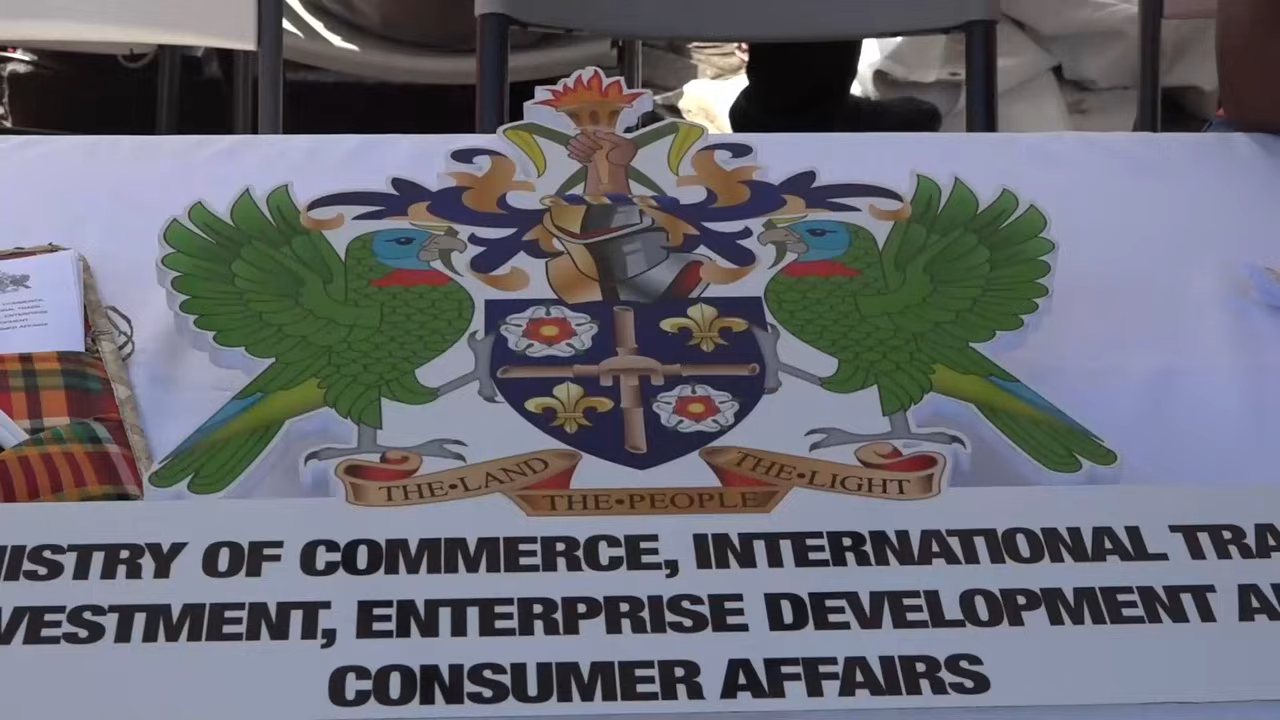 THE•LAND
THE•PEOPLE
THE•LIGHT
ISTRY OF COMMERCE, INTERNATIONAL TRA
VESTMENT, ENTERPRISE DEVELOPMENT A
CONSUMER AFFAIRS